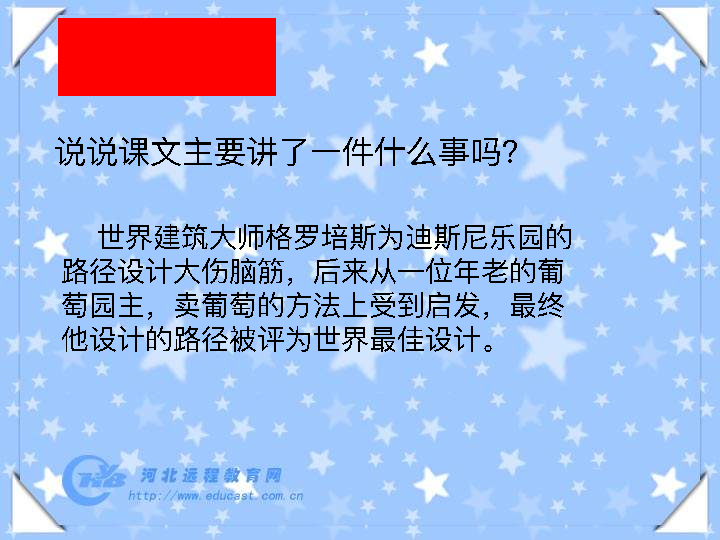 说说课文主要讲了一件什么事吗?
世界建筑大师格罗培斯为迪斯尼乐园的
路径设计大伤脑筋，后来从一位年老的葡
萄园主，卖葡萄的方法上受到启发，最终
他设计的路径被评为世界最佳设计。
河北远程教育网
http://www.educast.com.cn